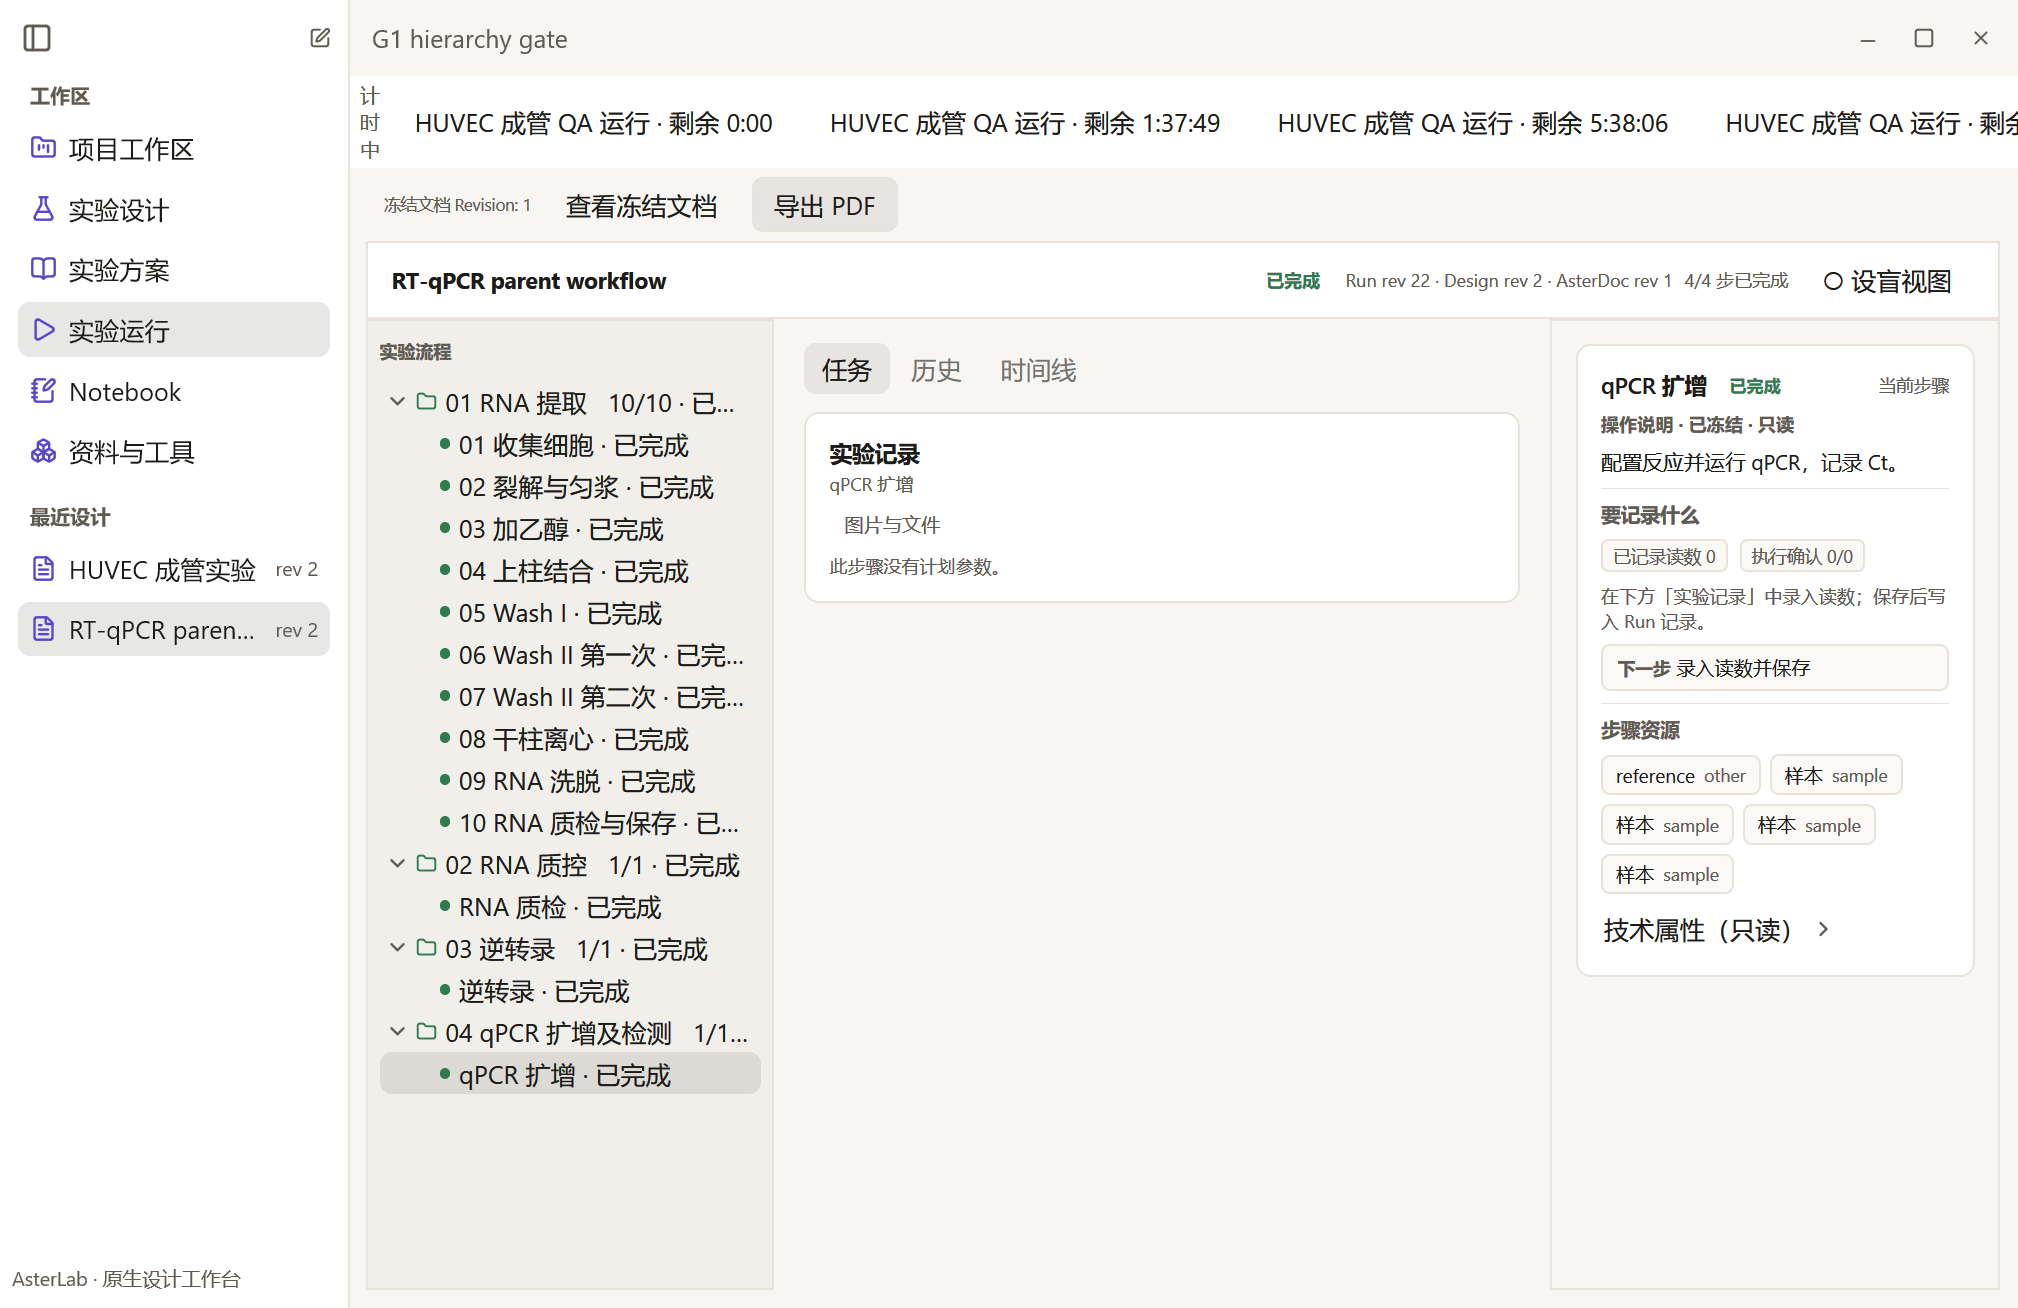 G1 hierarchy gate
工作区
项目工作区
实验设计
实验方案
实验运行
Notebook
资料与工具
最近设计
HUVEC 成管实验 rev 2
RT-qPCR paren... rev 2
AsterLab · 原生设计工作台
计时中
HUVEC 成管 QA 运行 · 剩余 0:00
HUVEC 成管 QA 运行 · 剩余 1:37:49
HUVEC 成管 QA 运行 · 剩余 5:38:06
HUVEC 成管 QA 运行 · 剩余
冻结文档 Revision: 1 查看冻结文档 导出 PDF
RT-qPCR parent workflow 已完成 Run rev 22 · Design rev 2 · AsterDoc rev 1 4/4 步已完成 设盲视图
实验流程
01 RNA 提取 10/10 · 已...
01 收集细胞 · 已完成
02 裂解与匀浆 · 已完成
03 加乙醇 · 已完成
04 上柱结合 · 已完成
05 Wash I · 已完成
06 Wash II 第一次 · 已完...
07 Wash II 第二次 · 已完...
08 干柱离心 · 已完成
09 RNA 洗脱 · 已完成
10 RNA 质检与保存 · 已...
02 RNA 质控 1/1 · 已完成
RNA 质检 · 已完成
03 逆转录 1/1 · 已完成
逆转录 · 已完成
04 qPCR 扩增及检测 1/1...
qPCR 扩增 · 已完成
任务 历史 时间线
实验记录
qPCR 扩增
图片与文件
此步骤没有计划参数。
qPCR 扩增 已完成 当前步骤
操作说明 · 已冻结 · 只读
配置反应并运行 qPCR，记录 Ct。
要记录什么
已记录读数 0 执行确认 0/0
在下方「实验记录」中录入读数；保存后写
入 Run 记录。
下一步 录入读数并保存
步骤资源
reference other 样本 sample
样本 sample 样本 sample
样本 sample
技术属性（只读）